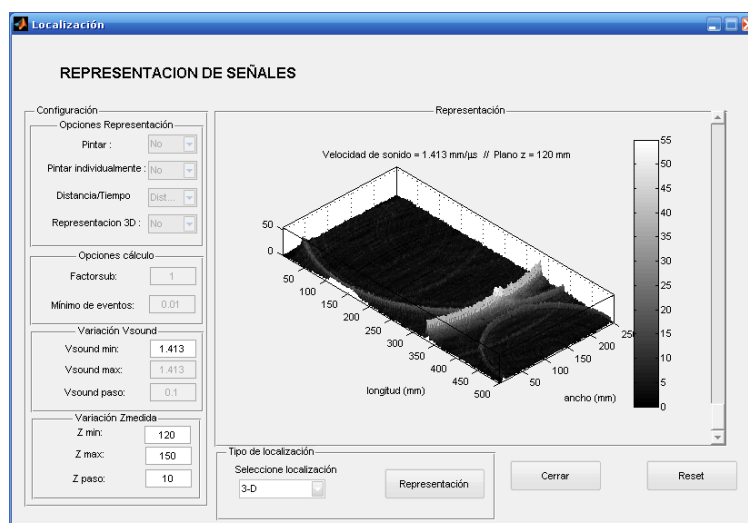 Localización
REPRESENTACION DE SEÑALES
Configuración
Opciones Represetación
Pintar :
No
Pintar individualmente :
No
Distancia/Tiempo
Dist...
Representacion 3D :
No
Opciones cálculo
Factorsub:
1
Mínimo de eventos:
0.01
Variación Vsound
Vsound min:
1.413
Vsound max:
1.413
Vsound paso:
0.1
Variación Zmedida
Z min:
120
Z max:
150
Z paso:
10
Representación
Velocidad de sonido = 1.413 mm/µs // Plano z = 120 mm
50
0
50
100
150
200
250
300
350
400
450
500
longitud (mm)
50
100
150
200
25
ancho (mm)
55
50
45
40
35
30
25
20
15
10
5
0
Tipo de localización
Seleccione localización
3-D
Representación
Cerrar
Reset